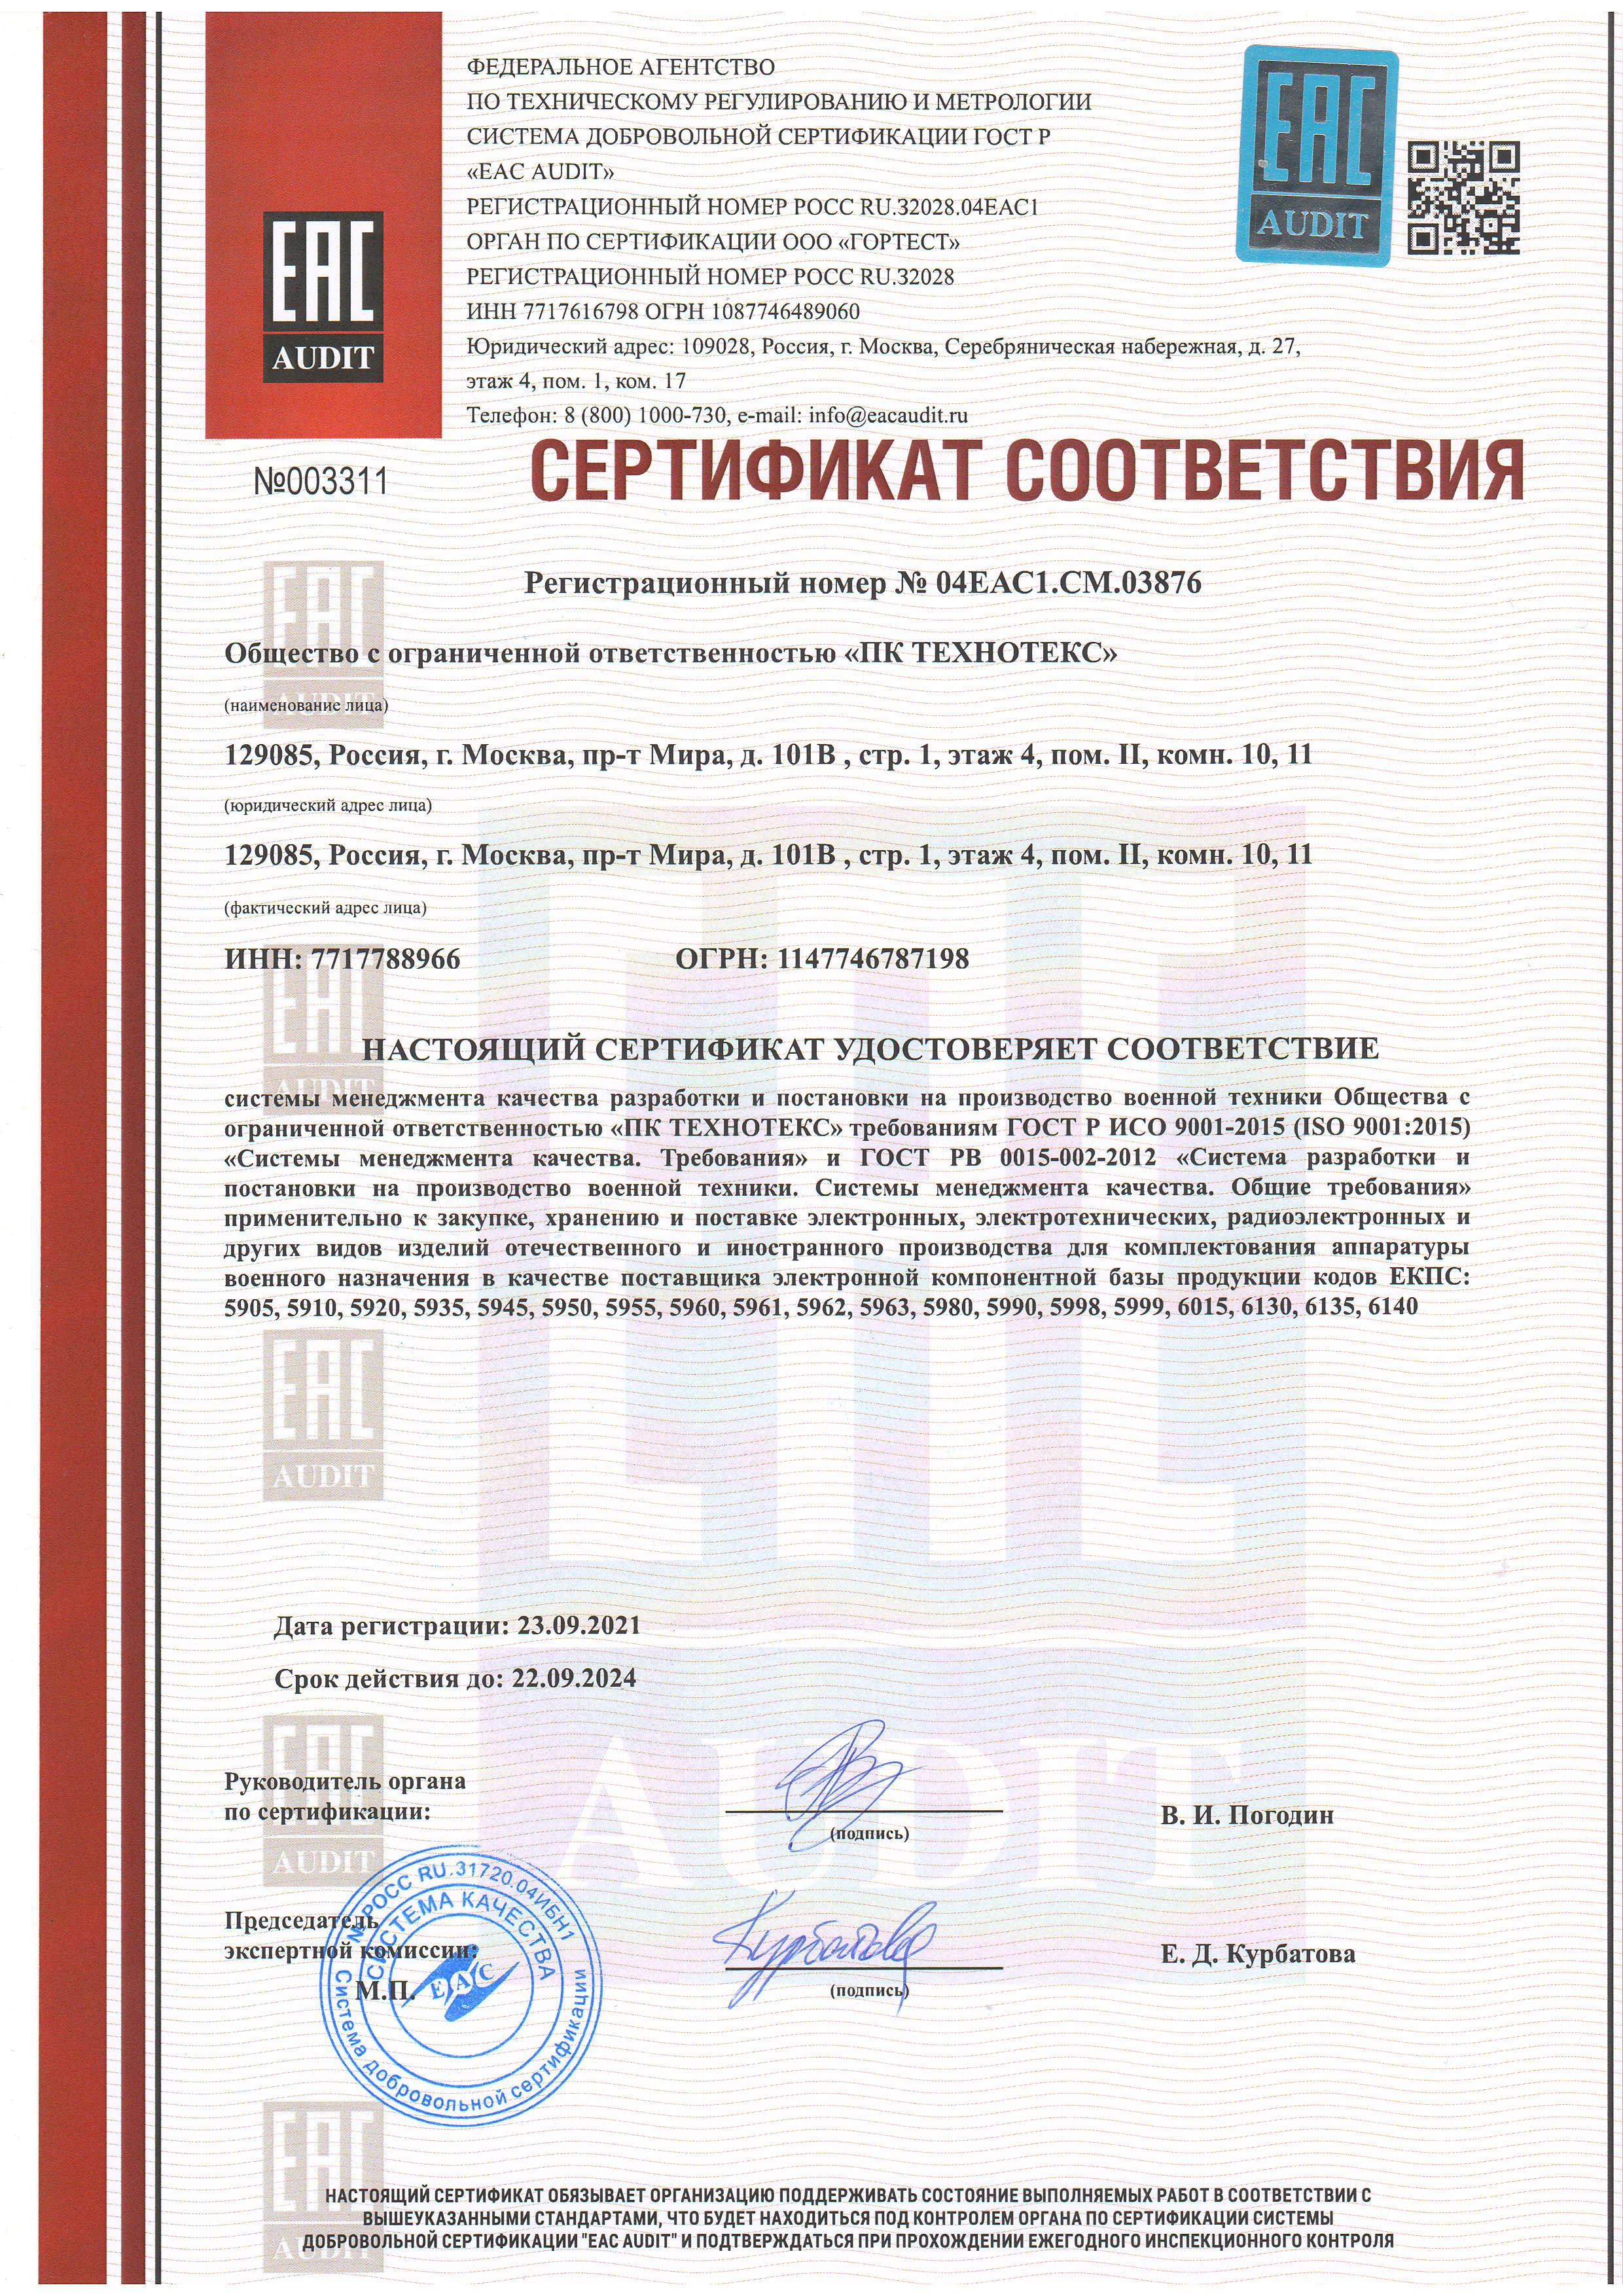 ФЕДЕРАЛЬНОЕ АГЕНТСТВО
ПО ТЕХНИЧЕСКОМУ РЕГУЛИРОВАНИЮ И МЕТРОЛОГИИ
СИСТЕМА ДОБРОВОЛЬНОЙ СЕРТИФИКАЦИИ ГОСТ Р
«EAC AUDIT»
РЕГИСТРАЦИОННЫЙ НОМЕР РОСС RU.32028.04ЕАС1
ОРГАН ПО СЕРТИФИКАЦИИ ООО «ГОРТЕСТ»
РЕГИСТРАЦИОННЫЙ НОМЕР РОСС RU.32028
ИНН 7717616798 ОГРН 1087746489060
Юридический адрес: 109028, Россия, г. Москва, Серебряническая набережная, д. 27,
этаж 4, пом. 1, ком. 17
Телефон: 8 (800) 1000-730, e-mail: info@eacaudit.ru
EAC
AUDIT
EAC
AUDIT
№003311
СЕРТИФИКАТ СООТВЕТСТВИЯ
Регистрационный номер № 04ЕАС1.СМ.03876
Общество с ограниченной ответственностью «ПК ТЕХНОТЕКС»
(наименование лица)
129085, Россия, г. Москва, пр-т Мира, д. 101В , стр. 1, этаж 4, пом. II, комн. 10, 11
(юридический адрес лица)
129085, Россия, г. Москва, пр-т Мира, д. 101В , стр. 1, этаж 4, пом. II, комн. 10, 11
(фактический адрес лица)
ИНН: 7717788966 ОГРН: 1147746787198
НАСТОЯЩИЙ СЕРТИФИКАТ УДОСТОВЕРЯЕТ СООТВЕТСТВИЕ
системы менеджмента качества разработки и постановки на производство военной техники Общества с
ограниченной ответственностью «ПК ТЕХНОТЕКС» требованиям ГОСТ Р ИСО 9001-2015 (ISO 9001:2015)
«Системы менеджмента качества. Требования» и ГОСТ РВ 0015-002-2012 «Система разработки и
постановки на производство военной техники. Системы менеджмента качества. Общие требования»
применительно к закупке, хранению и поставке электронных, электротехнических, радиоэлектронных и
других видов изделий отечественного и иностранного производства для комплектования аппаратуры
военного назначения в качестве поставщика электронной компонентной базы продукции кодов ЕКПС:
5905, 5910, 5920, 5935, 5945, 5950, 5955, 5960, 5961, 5962, 5963, 5980, 5990, 5998, 5999, 6015, 6130, 6135, 6140
EAC
AUDIT
Дата регистрации: 23.09.2021
Срок действия до: 22.09.2024
Руководитель органа
по сертификации:
(подпись)
В. И. Погодин
EAC
AUDIT
Председатель
экспертной комиссии:
М.П.
Курбатова
(подпись)
Е. Д. Курбатова
№ РОСС RU.31720.04ИБН1
СИСТЕМА КАЧЕСТВА
ЕАС
Система добровольной сертификации
EAC
AUDIT
НАСТОЯЩИЙ СЕРТИФИКАТ ОБЯЗЫВАЕТ ОРГАНИЗАЦИЮ ПОДДЕРЖИВАТЬ СОСТОЯНИЕ ВЫПОЛНЯЕМЫХ РАБОТ В СООТВЕТСТВИИ С
ВЫШЕУКАЗАННЫМИ СТАНДАРТАМИ, ЧТО БУДЕТ НАХОДИТЬСЯ ПОД КОНТРОЛЕМ ОРГАНА ПО СЕРТИФИКАЦИИ СИСТЕМЫ
ДОБРОВОЛЬНОЙ СЕРТИФИКАЦИИ "EAC AUDIT" И ПОДТВЕРЖДАТЬСЯ ПРИ ПРОХОЖДЕНИИ ЕЖЕГОДНОГО ИНСПЕКЦИОННОГО КОНТРОЛЯ